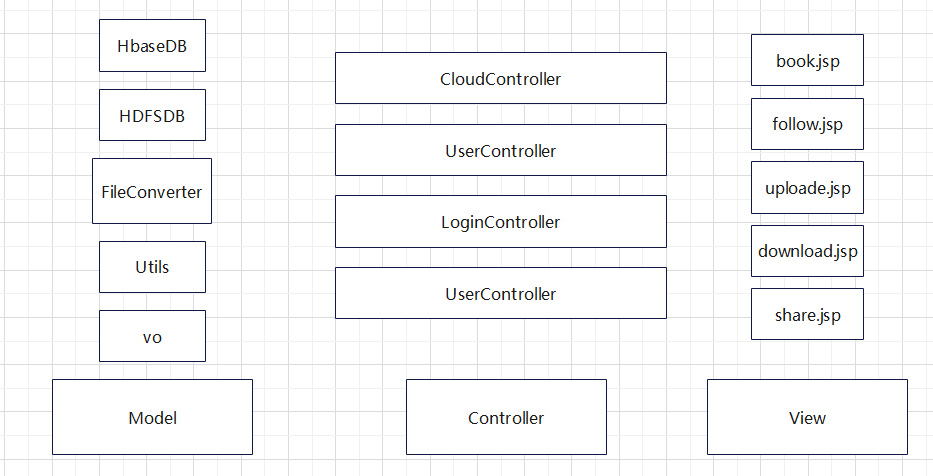 HbaseDB
HDFSDB
FileConverter
Utils
vo
Model
CloudController
UserController
LoginController
UserController
Controller
book.jsp
follow.jsp
uploade.jsp
download.jsp
share.jsp
View